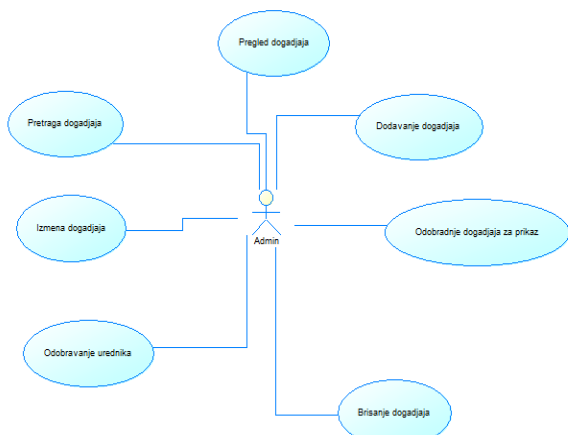 Pregled dogadjaja
Pretraga dogadjaja
Dodavanje dogadjaja
Izmena dogadjaja
Admin
Odobradnje dogadjaja za prikaz
Odobravanje urednika
Brisanje dogadjaja